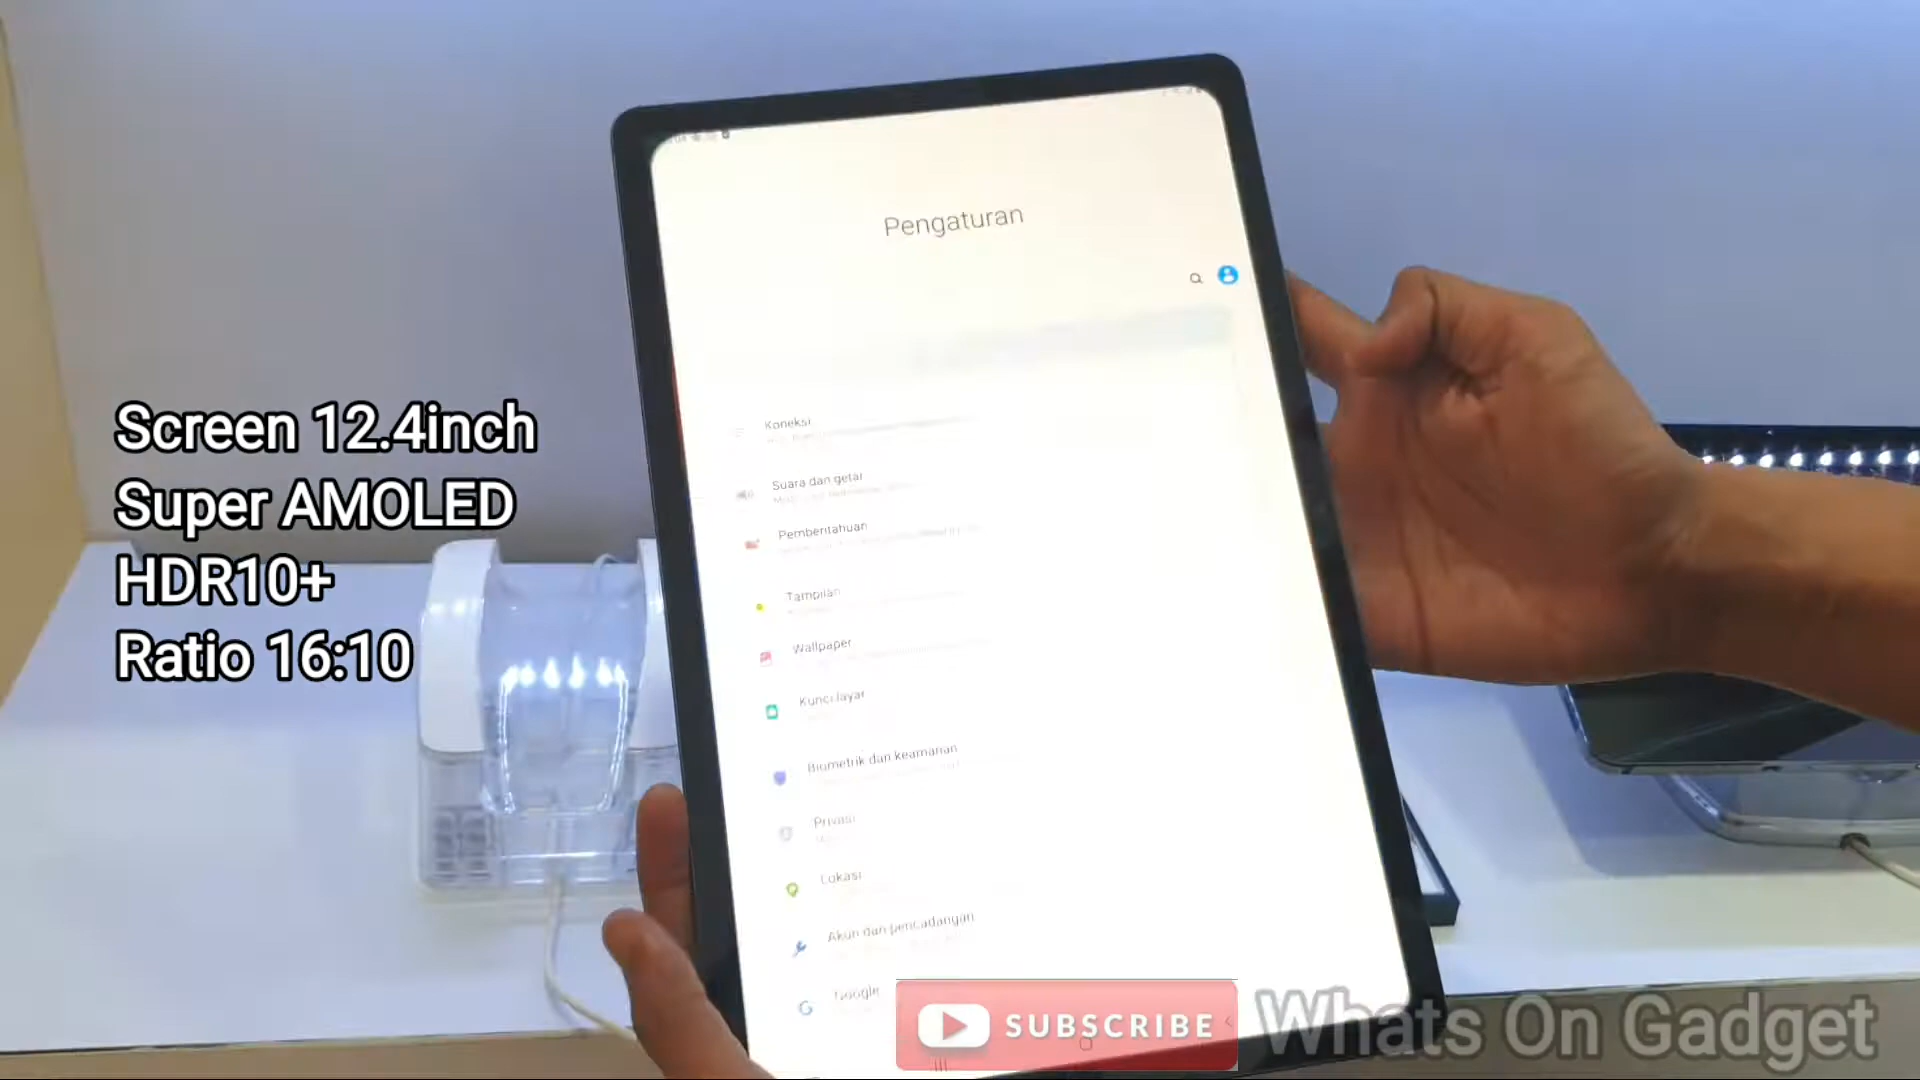 Pengaturan
Koneksi
Suara dan getar
Pemberitahuan
Tampilan
Wallpaper
Kunci layar
Biometrik dan keamanan
Privasi
Lokasi
Akun dan pencadangan
Google
Screen 12.4inch
Super AMOLED
HDR10+
Ratio 16:10
SUBSCRIBE
Whats On Gadget